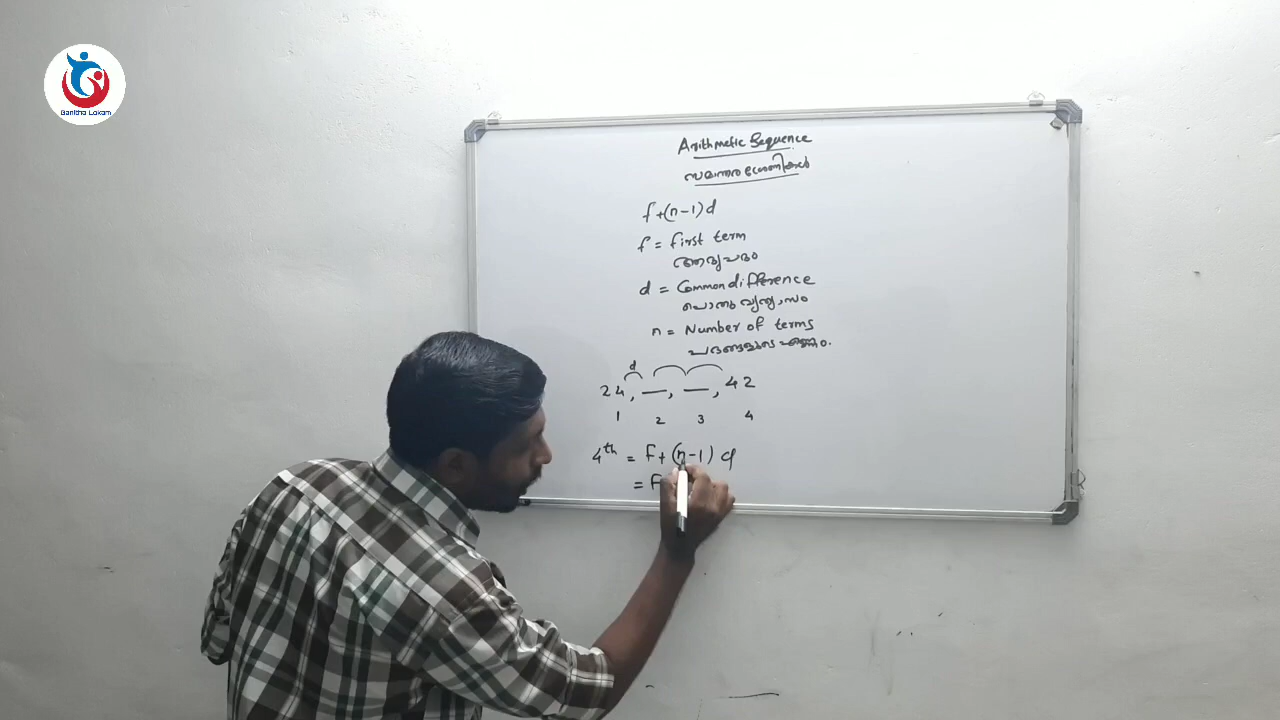 Ganitha Lokam
Arithmetic Sequence
സമാന്തര ശ്രേണികൾ
f+(n-1)d
f = first term
ആദ്യപദം
d = Common difference
പൊതു വ്യത്യാസം
n = Number of terms
പദങ്ങളുടെ എണ്ണം.
d
24, —, —, 42
1 2 3 4
4th = f+(n-1) d
= f